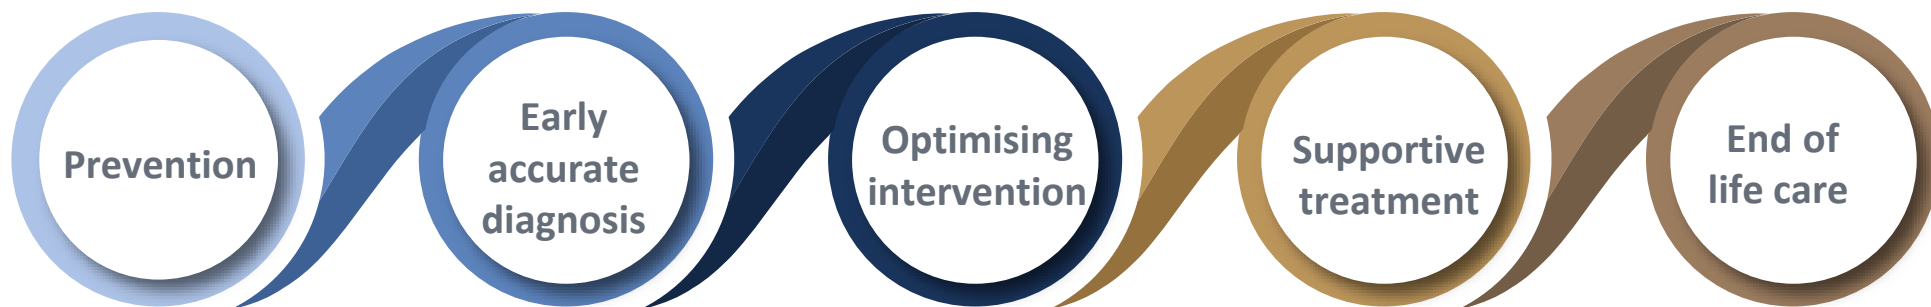 Prevention
Early
accurate
diagnosis
Optimising
intervention
Supportive
treatment
End of
life care